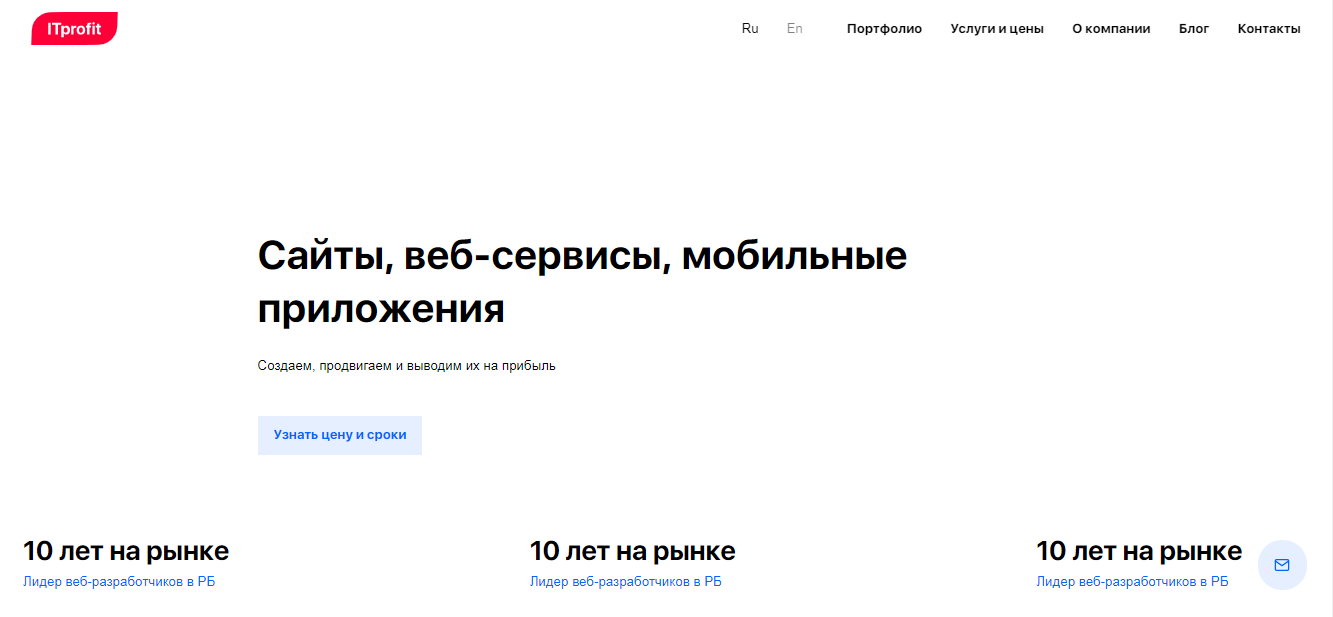 ITprofit
Ru En Портфолио Услуги и цены О компании Блог Контакты
Сайты, веб-сервисы, мобильные
приложения
Создаем, продвигаем и выводим их на прибыль
Узнать цену и сроки
10 лет на рынке
Лидер веб-разработчиков в РБ
10 лет на рынке
Лидер веб-разработчиков в РБ
10 лет на рынке
Лидер веб-разработчиков в РБ